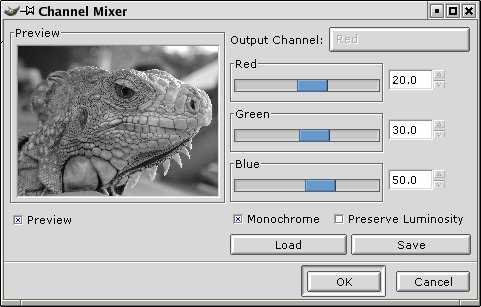 Channel Mixer
Preview
Output Channel: Red
Red
20.0
Green
30.0
Blue
50.0
Preview
Monochrome
Preserve Luminosity
Load
Save
OK
Cancel